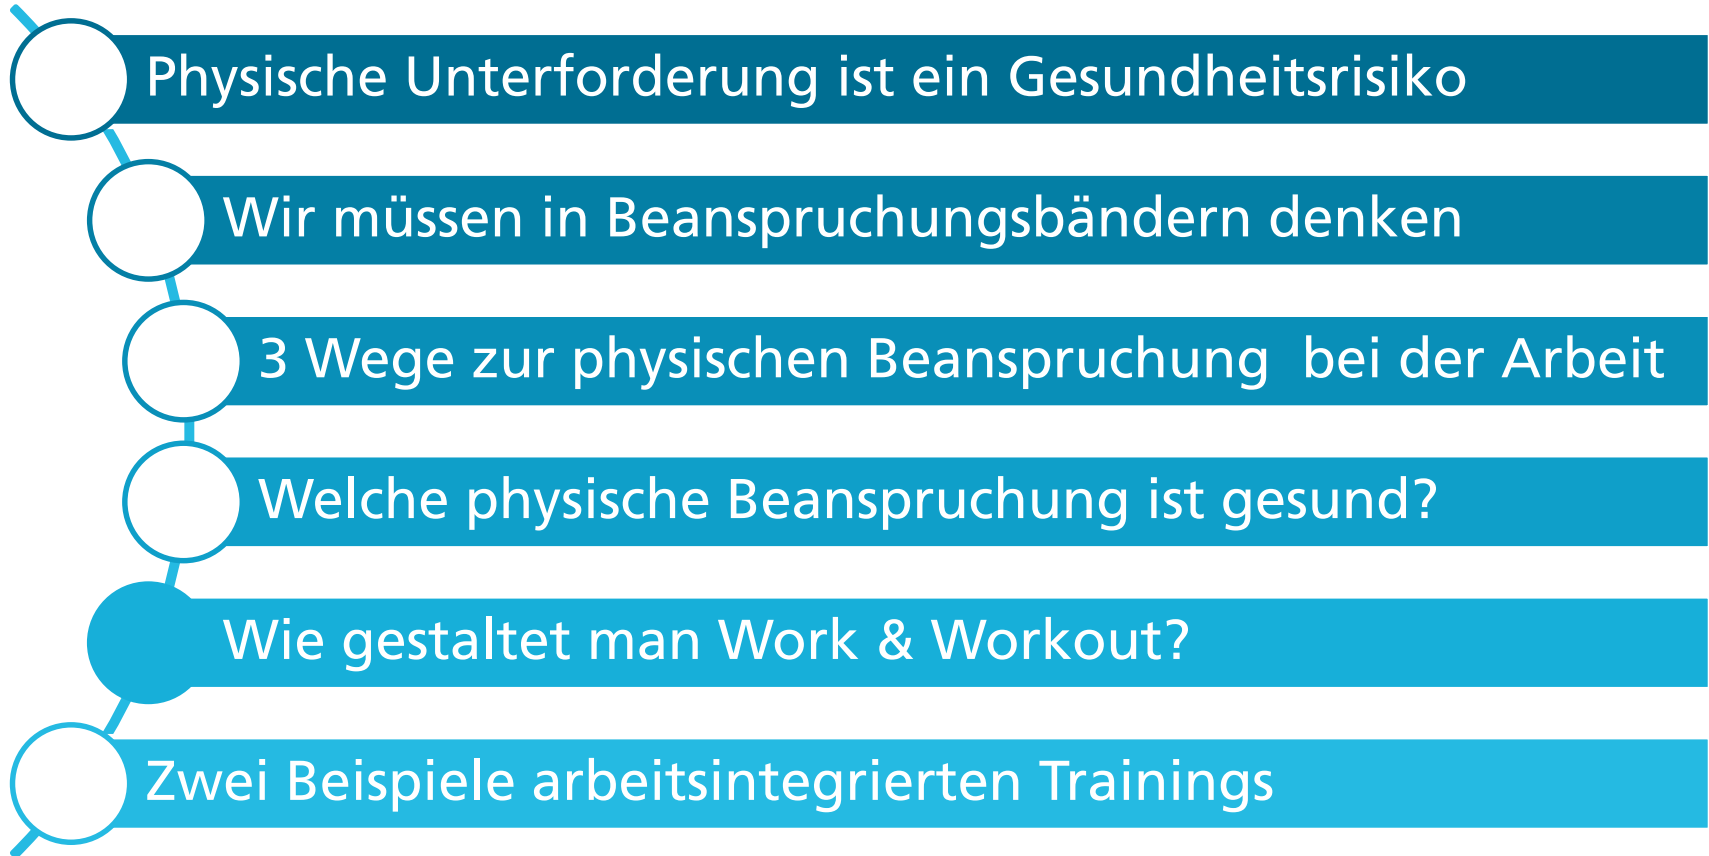 Physische Unterforderung ist ein Gesundheitsrisiko
Wir müssen in Beanspruchungsbändern denken
3 Wege zur physischen Beanspruchung  bei der Arbeit
Welche physische Beanspruchung ist gesund?
Wie gestaltet man Work & Workout?
Zwei Beispiele arbeitsintegrierten Trainings